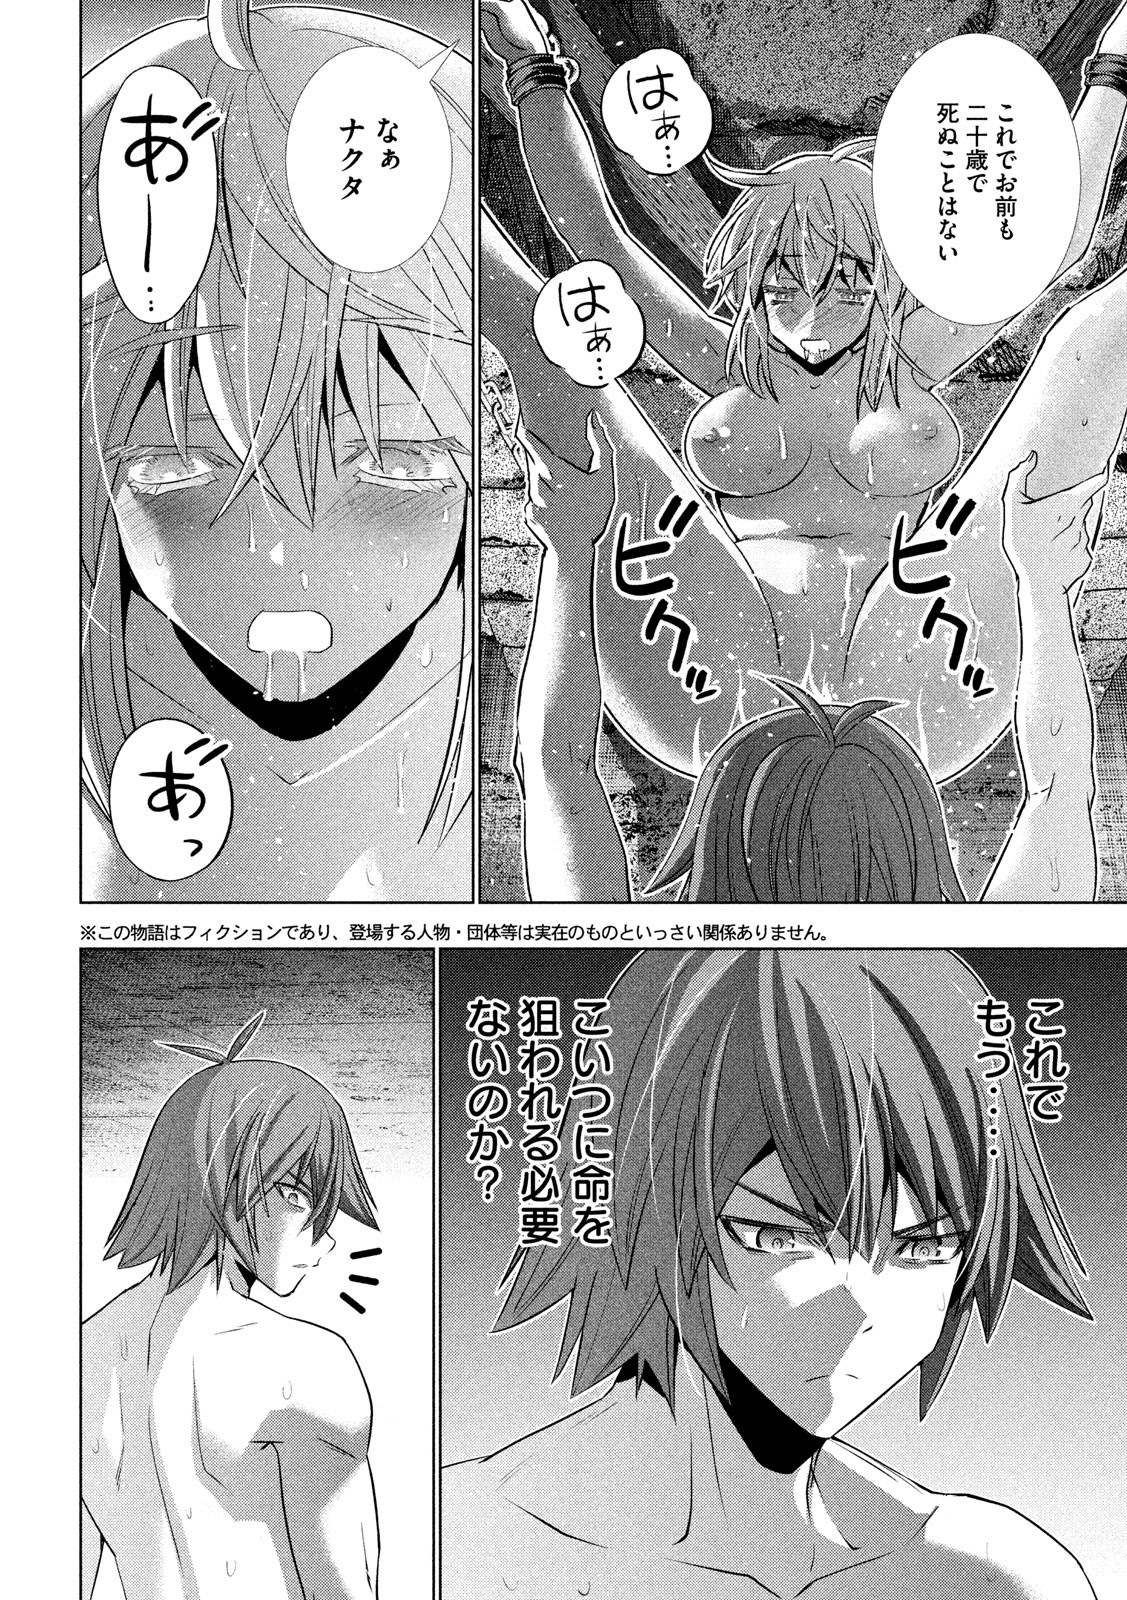 これでお前も
二十歳で
死ぬことはない
はぁ…
はぁ…
ビクッ
ビクッ
なぁ
ナクタ
あ゛ー…
あ゛っ
※この物語はフィクションであり、登場する人物・団体等は実在のものといっさい関係ありません。
これで
もう……
こいつに命を
狙われる必要
ないのか？